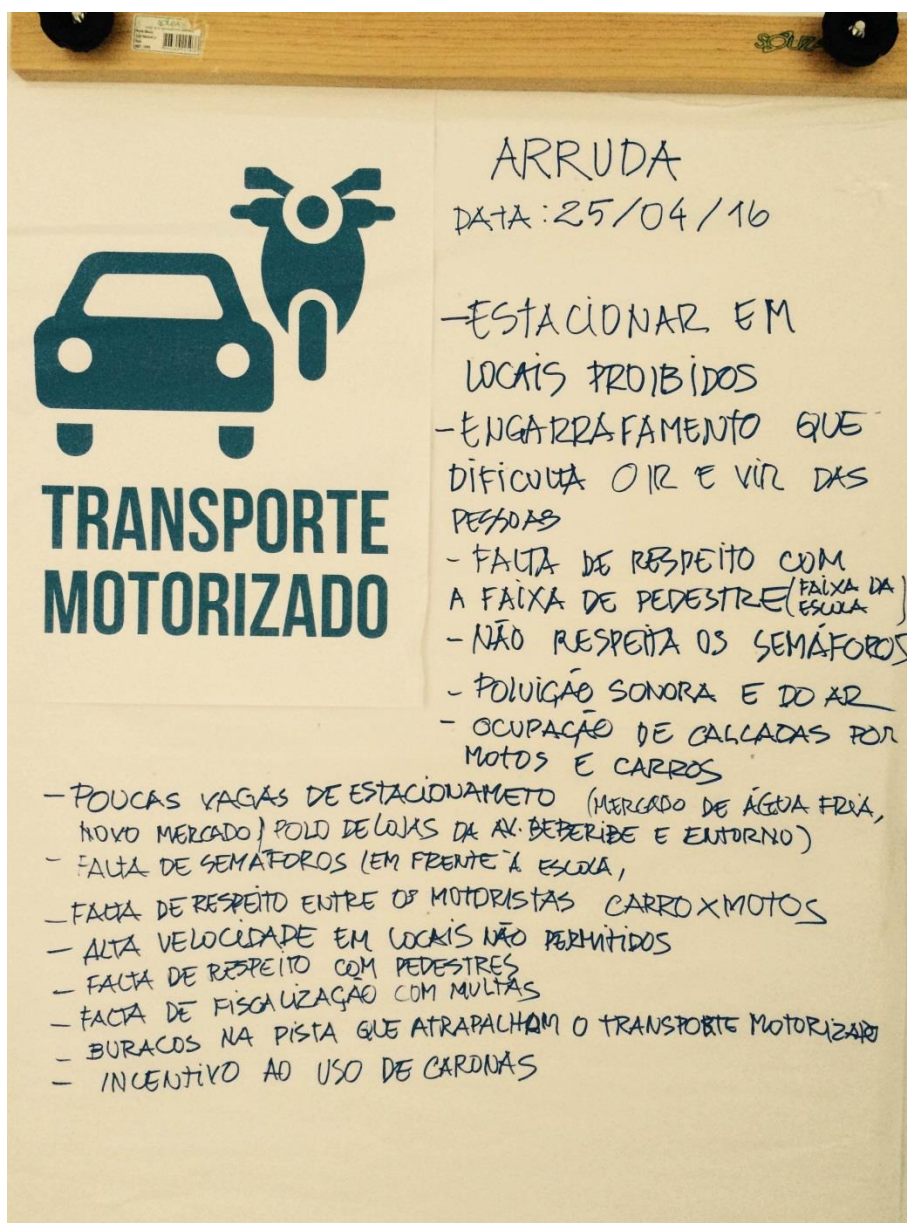 SOUZA
TRANSPORTE
MOTORIZADO
ARRUDA
DATA: 25/04/16
- ESTACIONAR EM
LOCAIS PROIBIDOS
- ENGARRAFAMENTO QUE
DIFICULTA O IR E VIR DAS
PESSOAS
- FALTA DE RESPEITO COM
A FAIXA DE PEDESTRE (FAIXA DA
ESCOLA)
- NÃO RESPEITA OS SEMÁFOROS
- POLUIÇÃO SONORA E DO AR
- OCUPAÇÃO DE CALÇADAS POR
MOTOS E CARROS
- POUCAS VAGAS DE ESTACIONAMETO (MERCADO DE ÁGUA FRIA,
NOVO MERCADO) POLO DE LOJAS DA AV. BEBERIBE E ENTORNO)
- FALTA DE SEMÁFOROS (EM FRENTE À ESCOLA,
- FALTA DE RESPEITO ENTRE OS MOTORISTAS CARRO X MOTOS
- ALTA VELOCIDADE EM LOCAIS NÃO PERMITIDOS
- FALTA DE RESPEITO COM PEDESTRES
- FALTA DE FISCALIZAÇÃO COM MULTAS
- BURACOS NA PISTA QUE ATRAPALHAM O TRANSPORTE MOTORIZADO
- INCENTIVO AO USO DE CARONAS